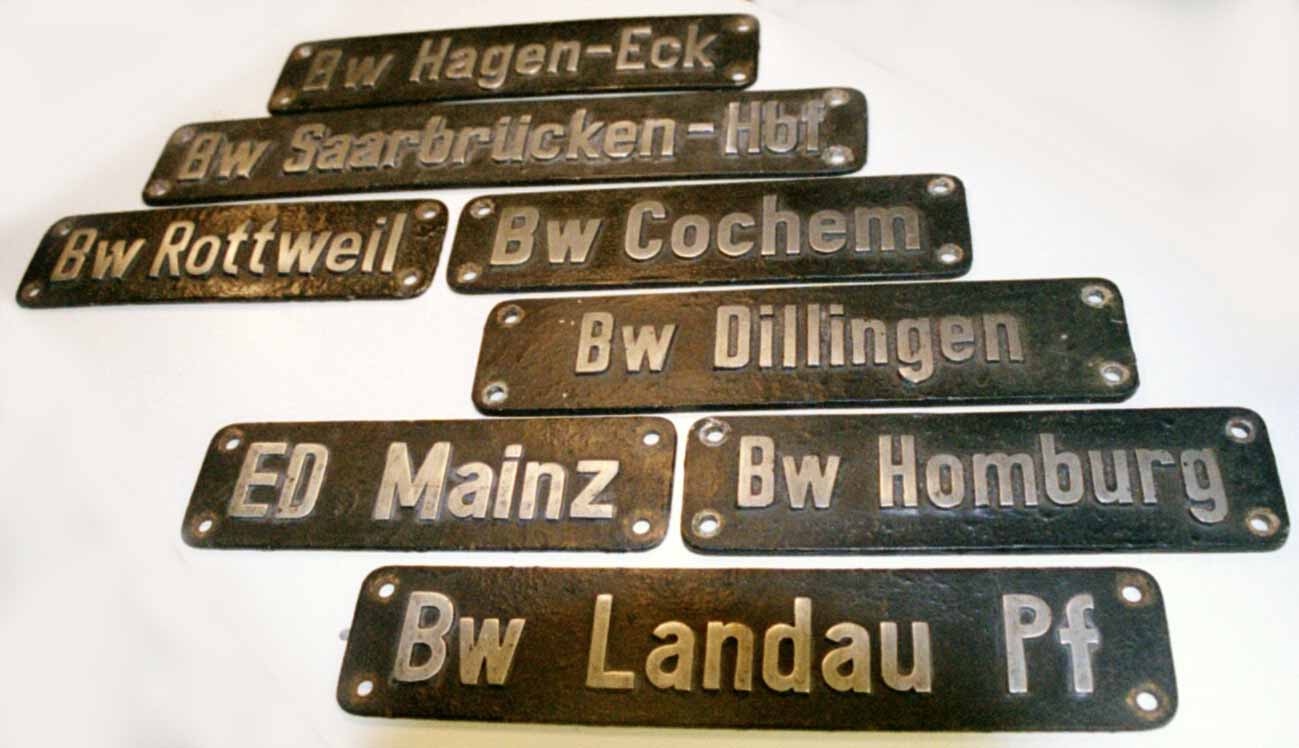 Bw Hagen-Eck
Bw Saarbrücken-Hbf
Bw Rottweil
Bw Cochem
Bw Dillingen
ED Mainz
Bw Homburg
Bw Landau Pf